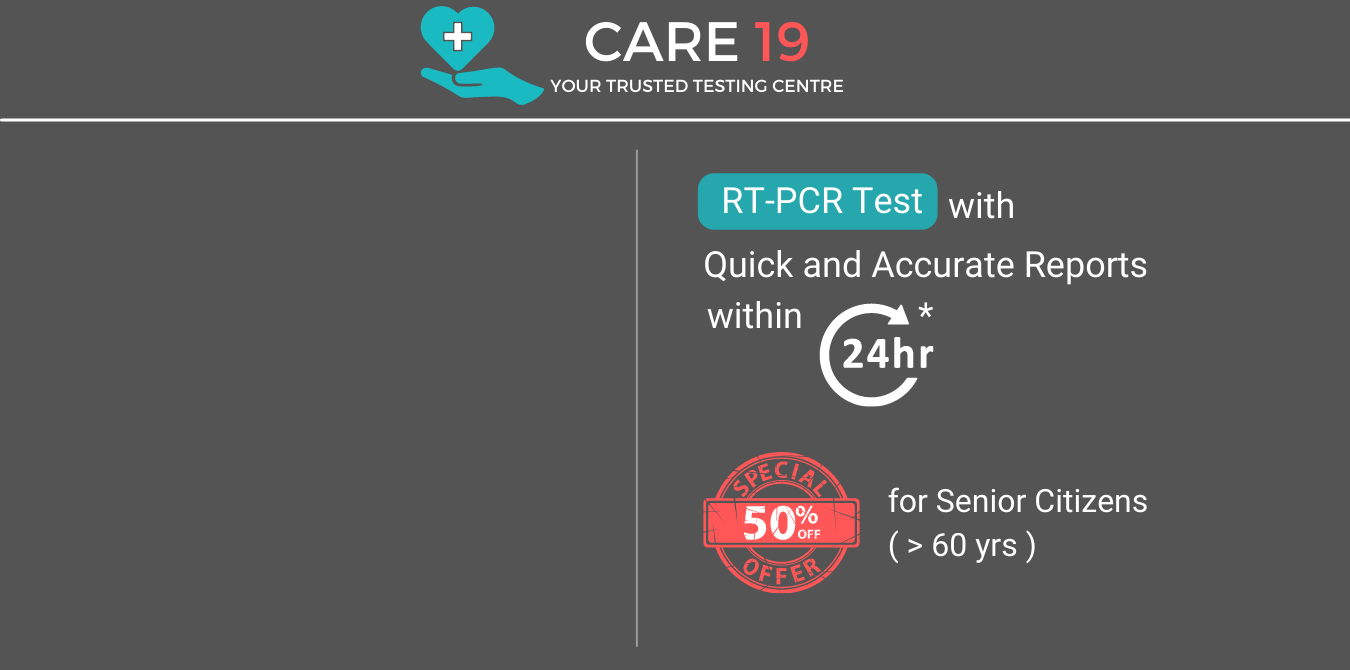 CARE 19
YOUR TRUSTED TESTING CENTRE
RT-PCR Test with
Quick and Accurate Reports
within 24hr *
SPECIAL
50% OFF
OFFER
for Senior Citizens
( > 60 yrs )